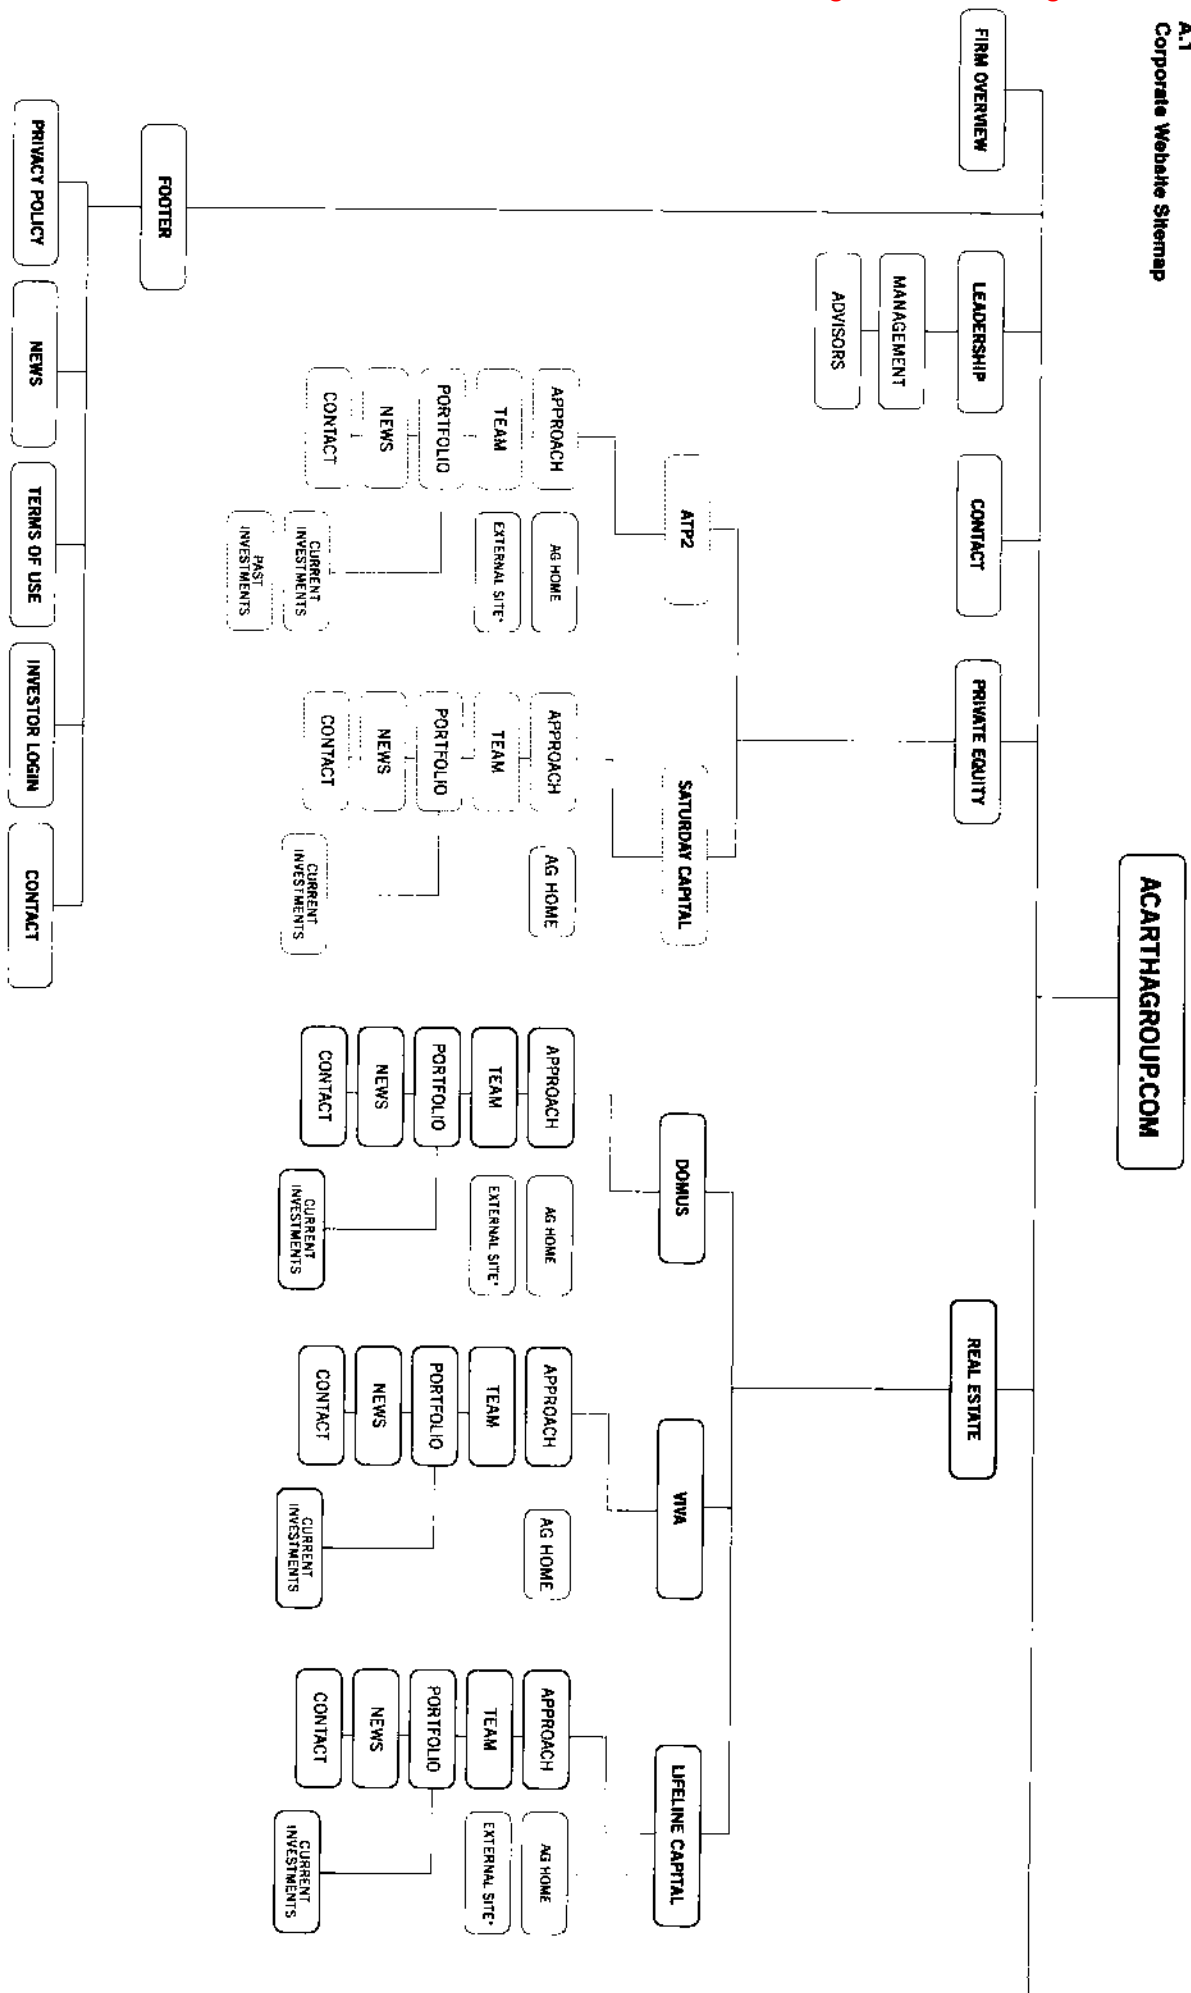 A.1
Corporate Website Sitemap
ACARTHAGROUP.COM
FIRM OVERVIEW
LEADERSHIP
MANAGEMENT
ADVISORS
CONTACT
PRIVATE EQUITY
REAL ESTATE
ATP2
APPROACH
TEAM
PORTFOLIO
NEWS
CONTACT
AG HOME
EXTERNAL SITE*
CURRENT
INVESTMENTS
PAST
INVESTMENTS
SATURDAY CAPITAL
APPROACH
TEAM
PORTFOLIO
NEWS
CONTACT
AG HOME
CURRENT
INVESTMENTS
DOMUS
APPROACH
TEAM
PORTFOLIO
NEWS
CONTACT
AG HOME
EXTERNAL SITE*
CURRENT
INVESTMENTS
VIVA
APPROACH
TEAM
PORTFOLIO
NEWS
CONTACT
AG HOME
CURRENT
INVESTMENTS
LIFELINE CAPITAL
APPROACH
TEAM
PORTFOLIO
NEWS
CONTACT
AG HOME
EXTERNAL SITE*
CURRENT
INVESTMENTS
FOOTER
PRIVACY POLICY
NEWS
TERMS OF USE
INVESTOR LOGIN
CONTACT